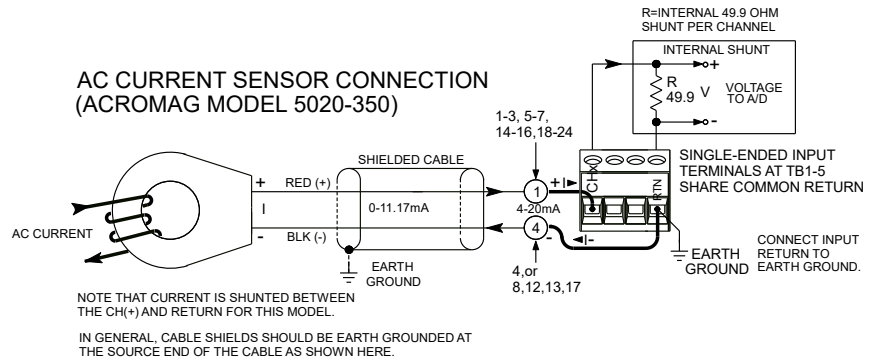 R=INTERNAL 49.9 OHM
SHUNT PER CHANNEL
INTERNAL SHUNT
+
R
49.9
V
VOLTAGE
TO A/D
-
AC CURRENT SENSOR CONNECTION
(ACROMAG MODEL 5020-350)
1-3, 5-7,
14-16,18-24
SHIELDED CABLE
SINGLE-ENDED INPUT
TERMINALS AT TB1-5
SHARE COMMON RETURN
CHx
RTN
+
RED (+)
1
+I
I
0-11.17mA
4-20mA
AC CURRENT
-
BLK (-)
4
-
I-
EARTH
GROUND
EARTH
GROUND
CONNECT INPUT
RETURN TO
EARTH GROUND.
4,or
8,12,13,17
NOTE THAT CURRENT IS SHUNTED BETWEEN
THE CH(+) AND RETURN FOR THIS MODEL.
IN GENERAL, CABLE SHIELDS SHOULD BE EARTH GROUNDED AT
THE SOURCE END OF THE CABLE AS SHOWN HERE.